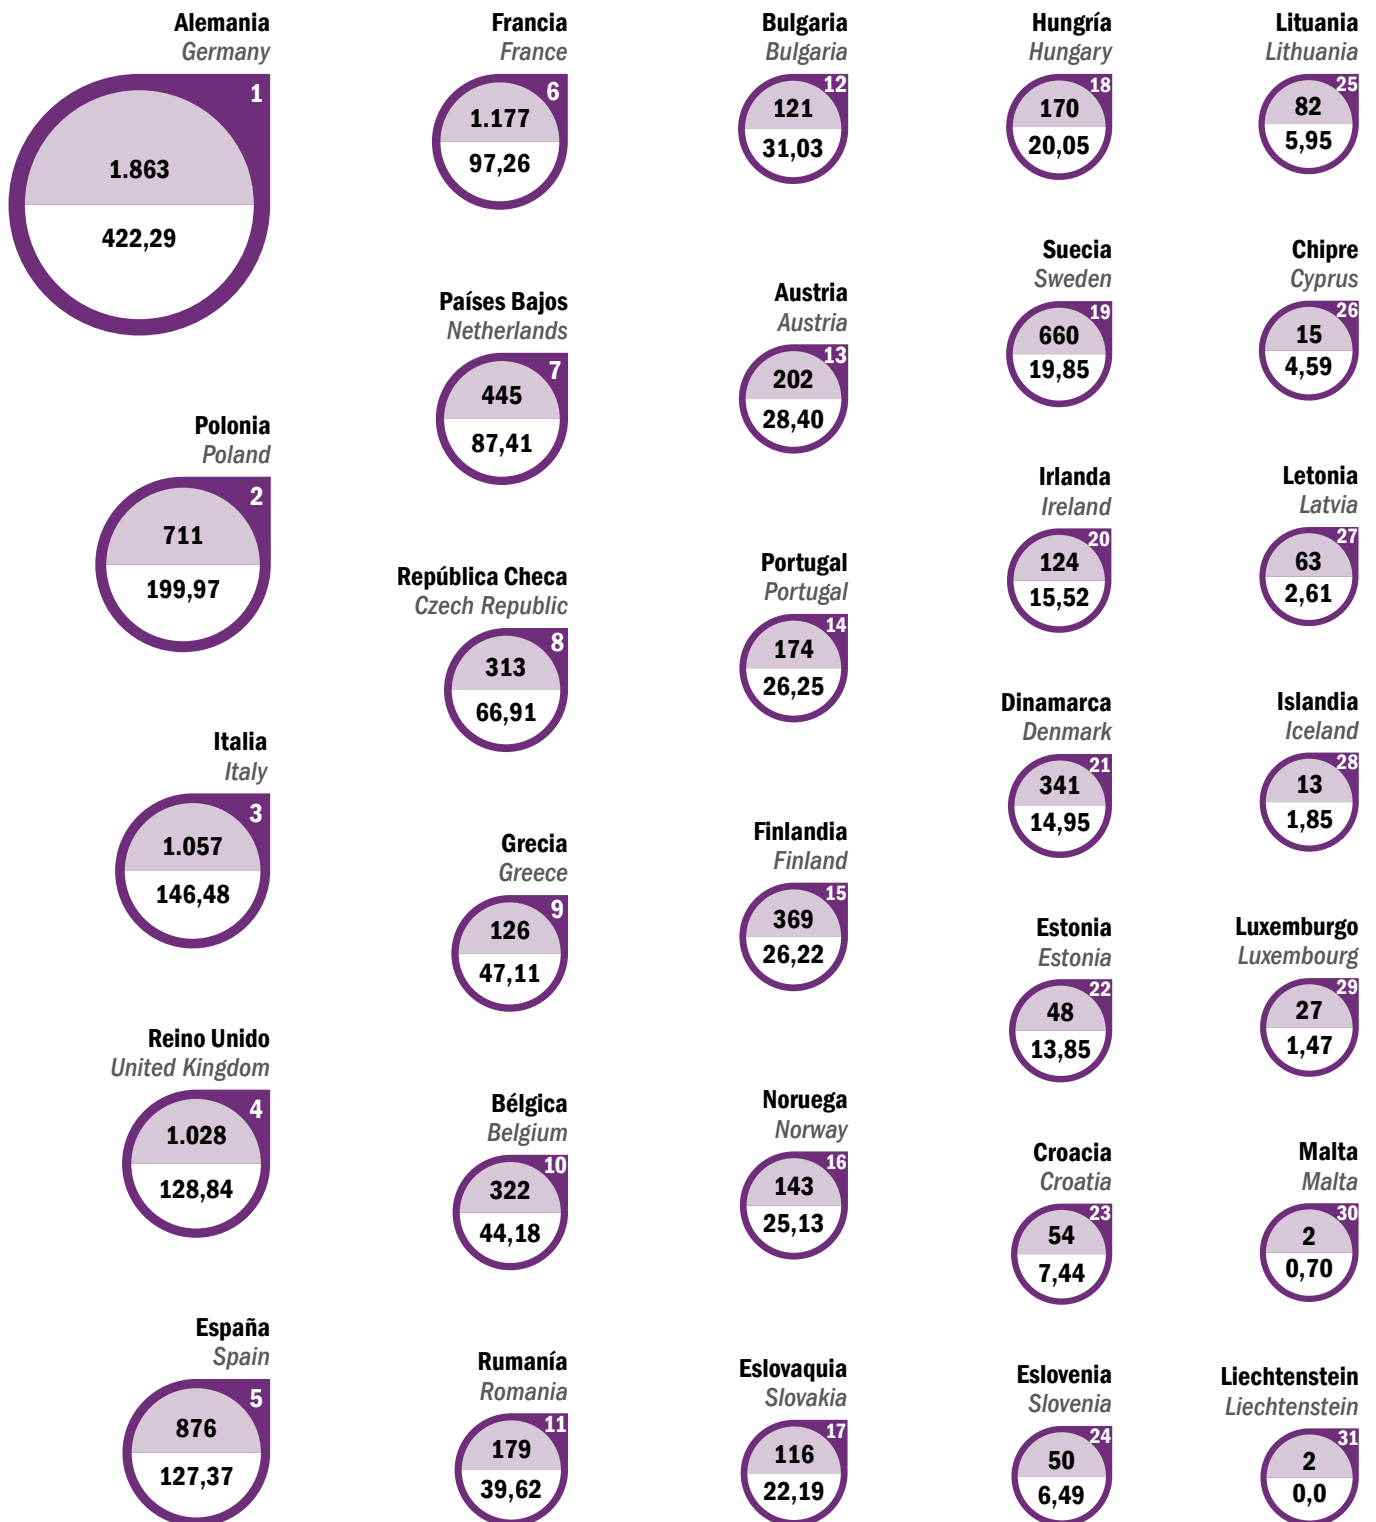 Alemania
Germany
1
1.863
422,29
Polonia
Poland
2
711
199,97
Italia
Italy
3
1.057
146,48
Reino Unido
United Kingdom
4
1.028
128,84
España
Spain
5
876
127,37
Francia
France
6
1.177
97,26
Países Bajos
Netherlands
7
445
87,41
República Checa
Czech Republic
8
313
66,91
Grecia
Greece
9
126
47,11
Bélgica
Belgium
10
322
44,18
Rumanía
Romania
11
179
39,62
Bulgaria
Bulgaria
12
121
31,03
Austria
Austria
13
202
28,40
Portugal
Portugal
14
174
26,25
Finlandia
Finland
15
369
26,22
Noruega
Norway
16
143
25,13
Eslovaquia
Slovakia
17
116
22,19
Hungría
Hungary
18
170
20,05
Suecia
Sweden
19
660
19,85
Irlanda
Ireland
20
124
15,52
Dinamarca
Denmark
21
341
14,95
Estonia
Estonia
22
48
13,85
Croacia
Croatia
23
54
7,44
Eslovenia
Slovenia
24
50
6,49
Lituania
Lithuania
25
82
5,95
Chipre
Cyprus
26
15
4,59
Letonia
Latvia
27
63
2,61
Islandia
Iceland
28
13
1,85
Luxemburgo
Luxembourg
29
27
1,47
Malta
Malta
30
2
0,70
Liechtenstein
Liechtenstein
31
2
0,0